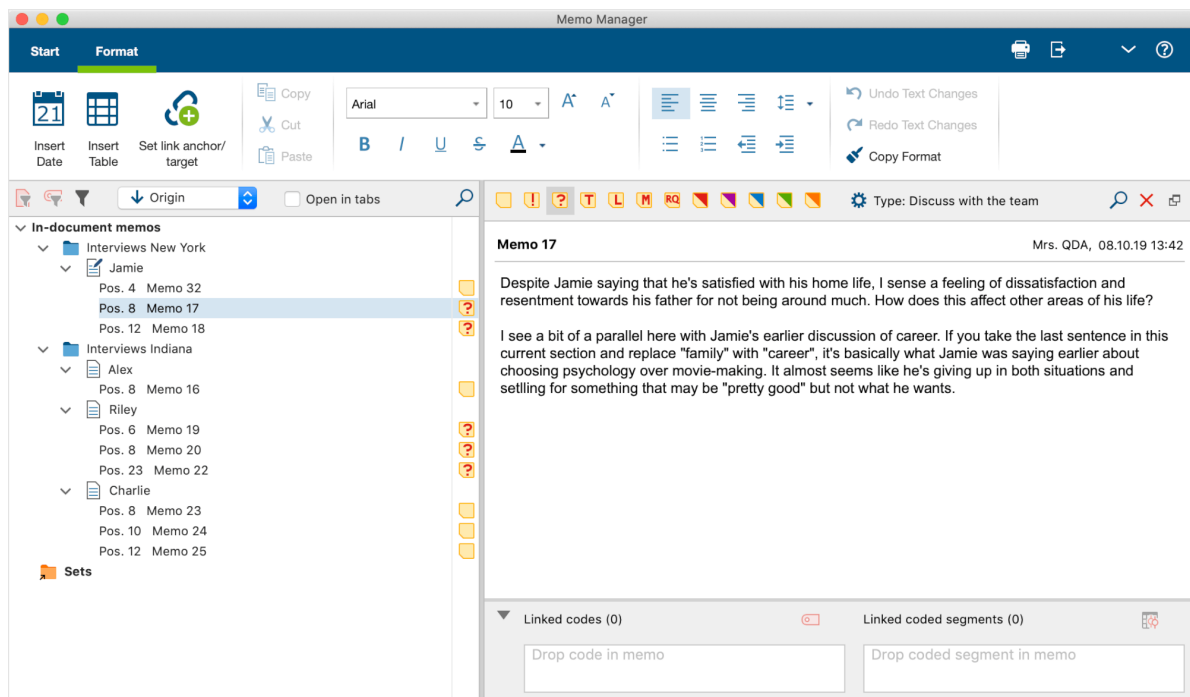 Memo Manager
Start Format
Insert Date
Insert Table
Set link anchor/ target
Copy
Cut
Paste
Arial 10
B I U S A
Undo Text Changes
Redo Text Changes
Copy Format
Origin
Open in tabs
! ? T L M RQ
Type: Discuss with the team
In-document memos
Interviews New York
Jamie
Pos. 4 Memo 32
Pos. 8 Memo 17
Pos. 12 Memo 18
Interviews Indiana
Alex
Pos. 8 Memo 16
Riley
Pos. 6 Memo 19
Pos. 8 Memo 20
Pos. 23 Memo 22
Charlie
Pos. 8 Memo 23
Pos. 10 Memo 24
Pos. 12 Memo 25
Sets
Memo 17
Mrs. QDA, 08.10.19 13:42
Despite Jamie saying that he's satisfied with his home life, I sense a feeling of dissatisfaction and
resentment towards his father for not being around much. How does this affect other areas of his life?
I see a bit of a parallel here with Jamie's earlier discussion of career. If you take the last sentence in this
current section and replace "family" with "career", it's basically what Jamie was saying earlier about
choosing psychology over movie-making. It almost seems like he's giving up in both situations and
setlling for something that may be "pretty good" but not what he wants.
Linked codes (0)
Drop code in memo
Linked coded segments (0)
Drop coded segment in memo